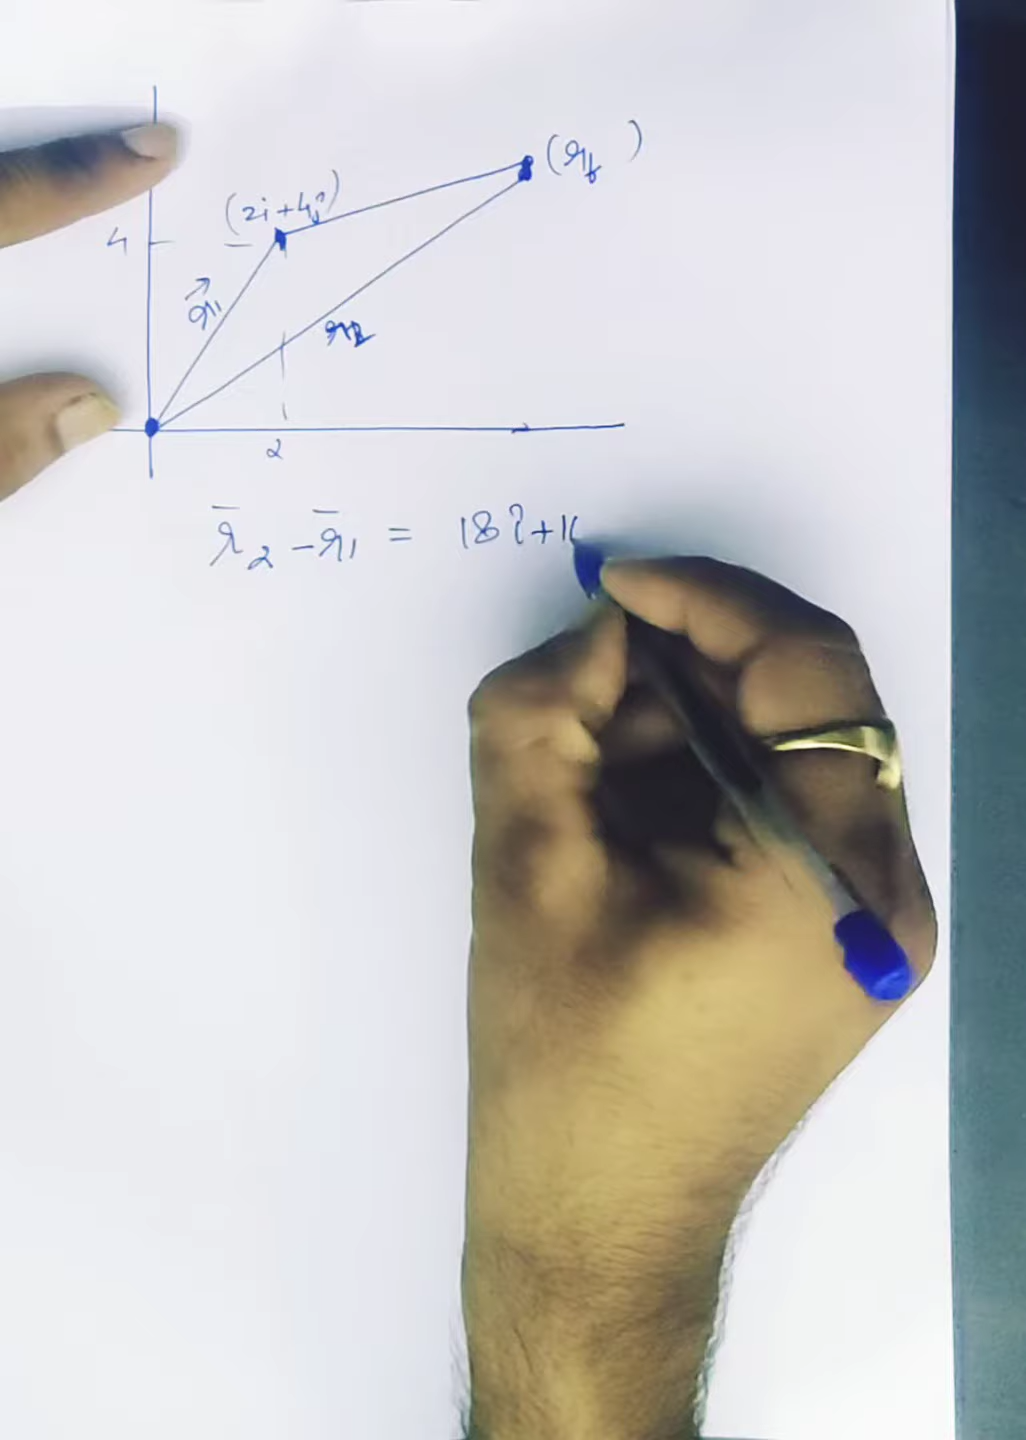 (r_f )
(2i+4ĵ)
4
r⃗₁
r₂
2
r̄₂ - r̄₁ = 18î+1